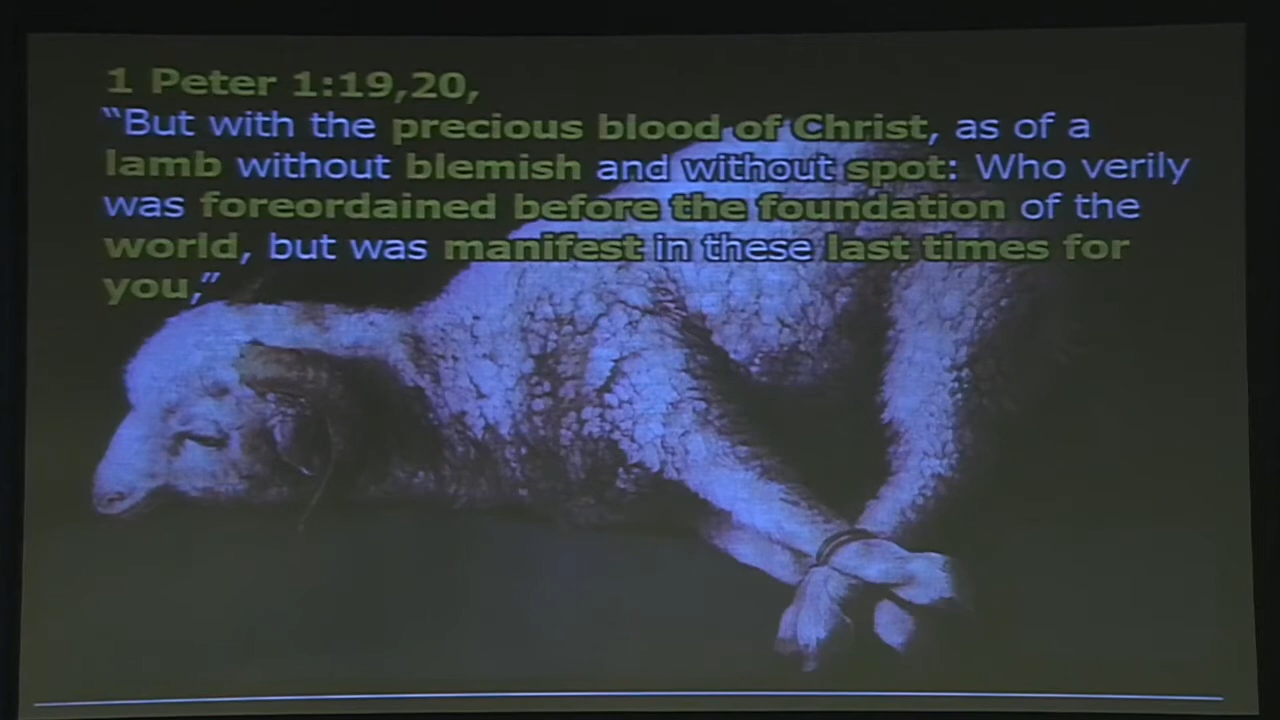 1 Peter 1:19,20,
“But with the precious blood of Christ, as of a
lamb without blemish and without spot: Who verily
was foreordained before the foundation of the
world, but was manifest in these last times for
you,”